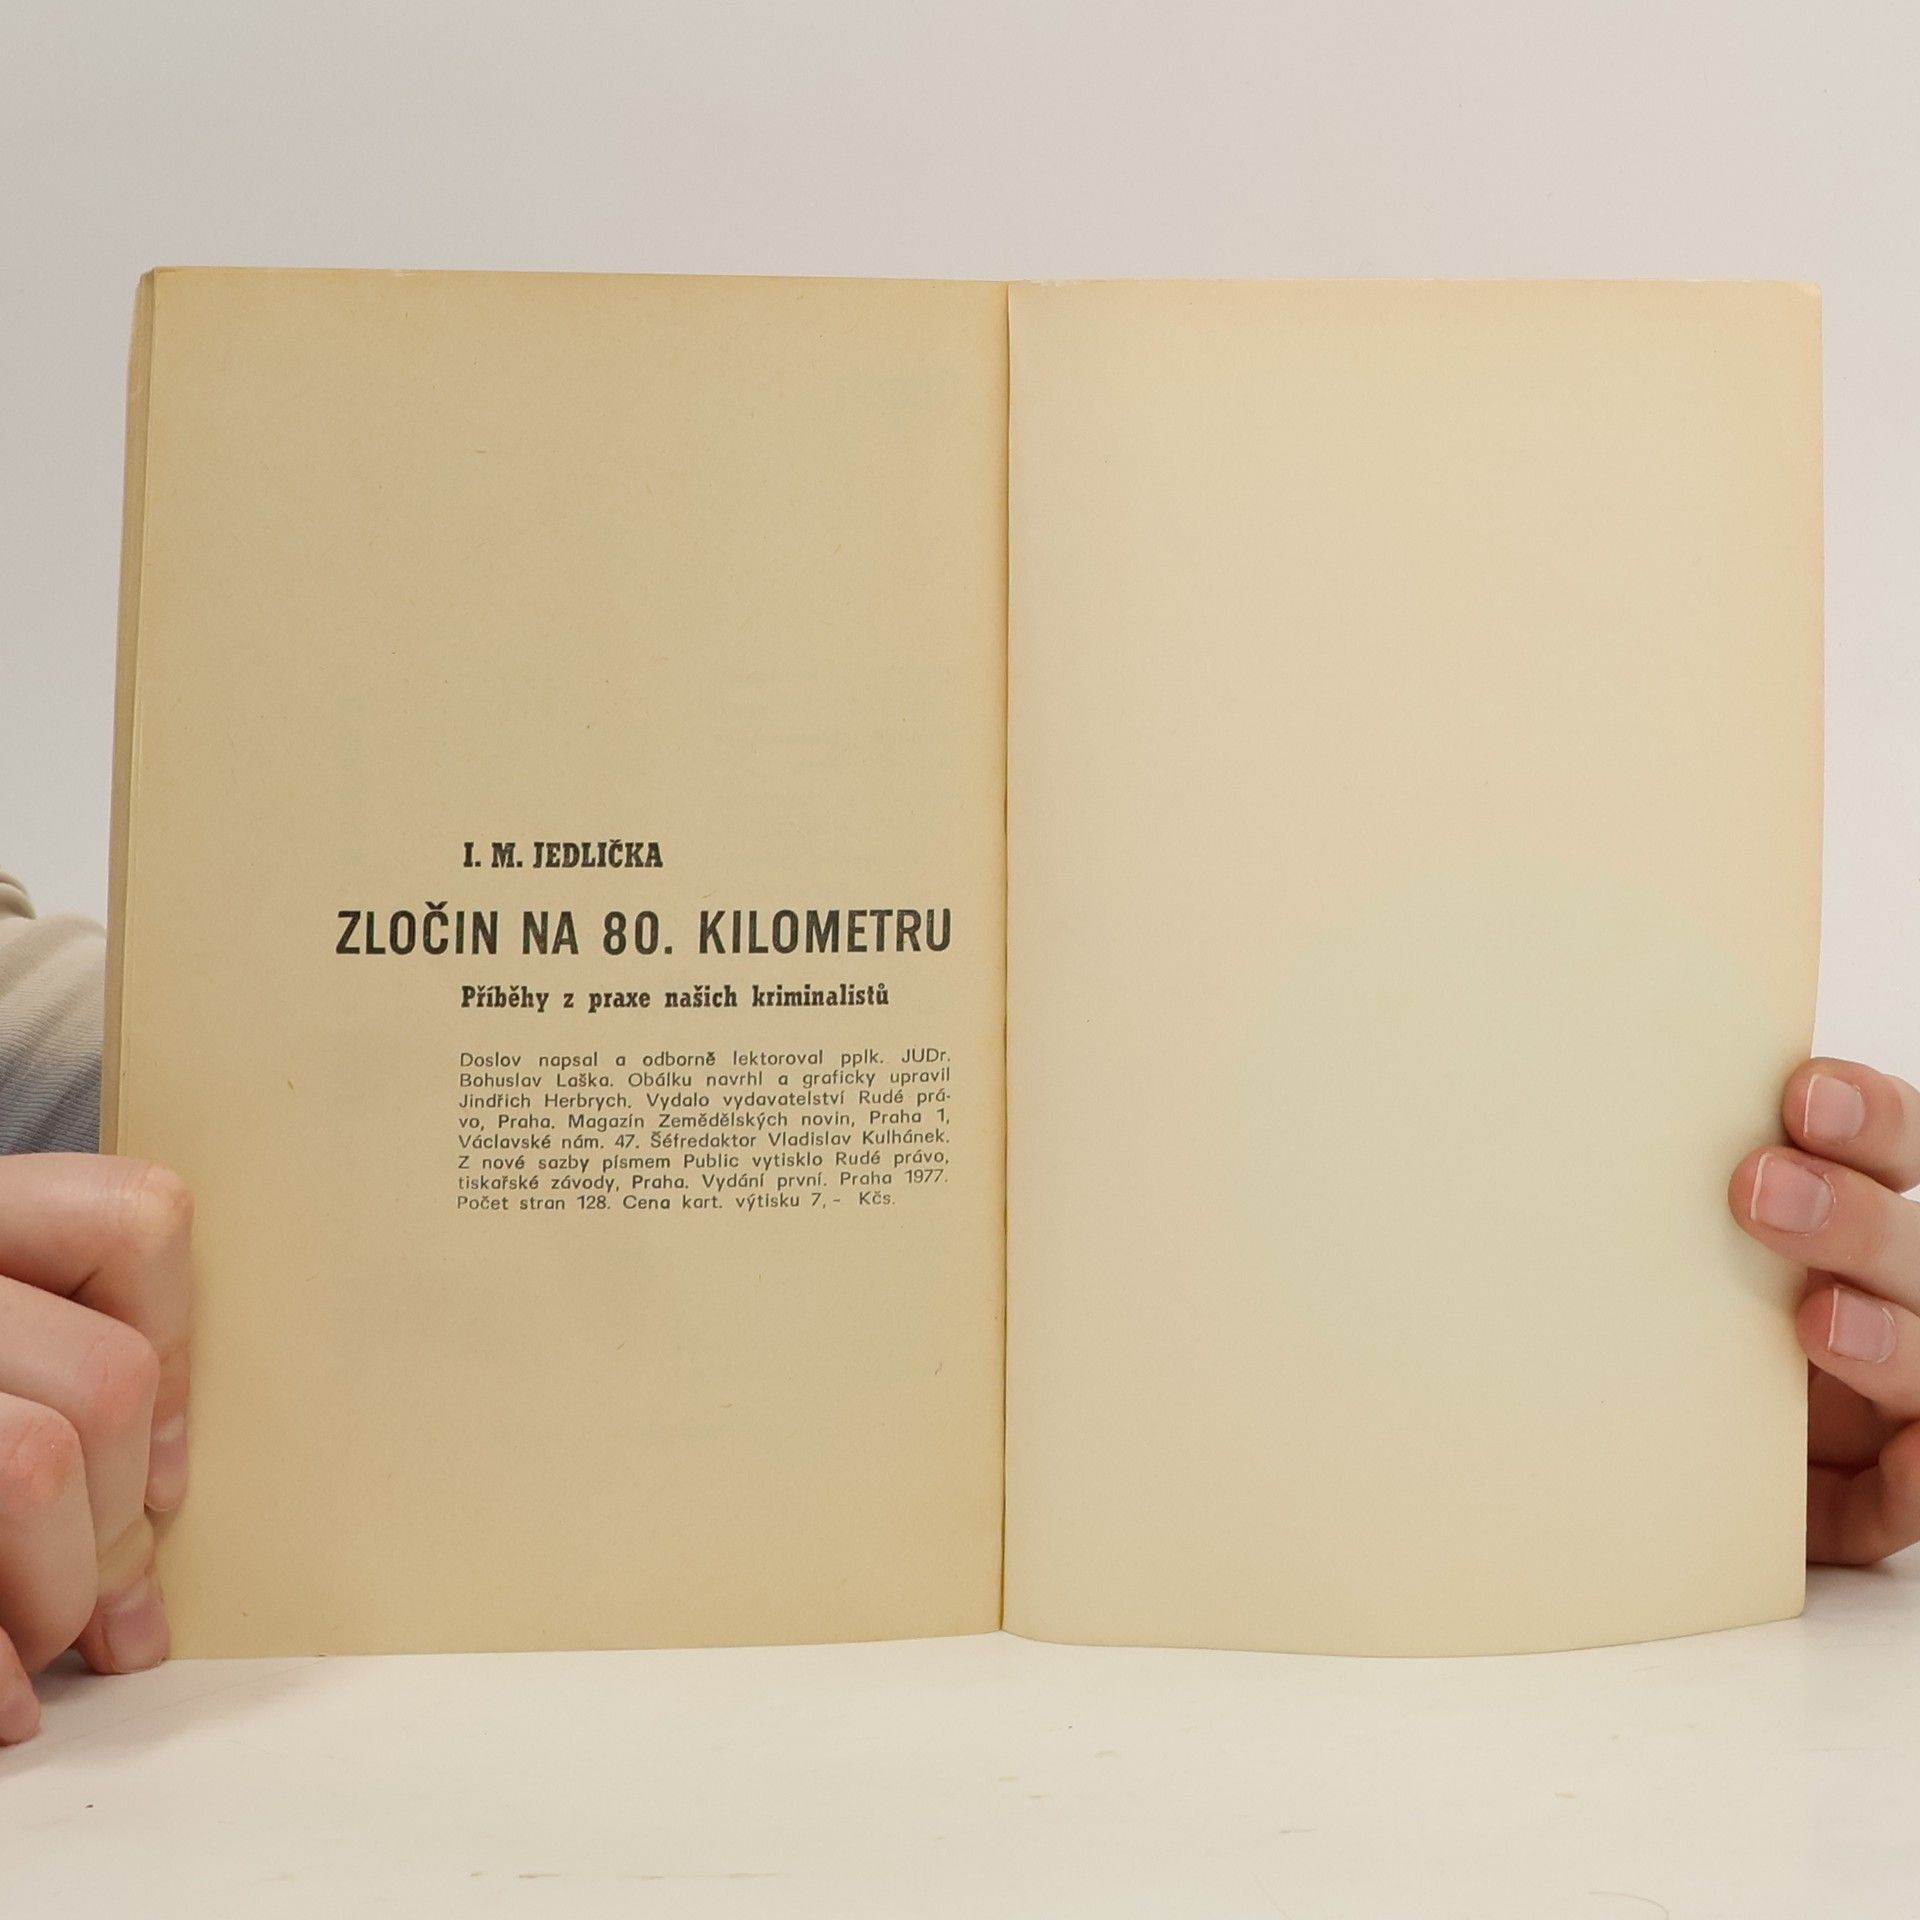 I. M. JEDLIČKA
ZLOČIN NA 80. KILOMETRU
Příběhy z praxe našich kriminalistů
Doslov napsal a odborně lektoroval pplk. JUDr.
Bohuslav Laška. Obálku navrhl a graficky upravil
Jindřich Herbrych. Vydalo vydavatelství Rudé prá-
vo, Praha. Magazín Zemědělských novin, Praha 1,
Václavské nám. 47. Šéfredaktor Vladislav Kulhánek.
Z nové sazby písmem Public vytisklo Rudé právo,
tiskařské závody, Praha. Vydání první. Praha 1977.
Počet stran 128. Cena kart. výtisku 7,- Kčs.